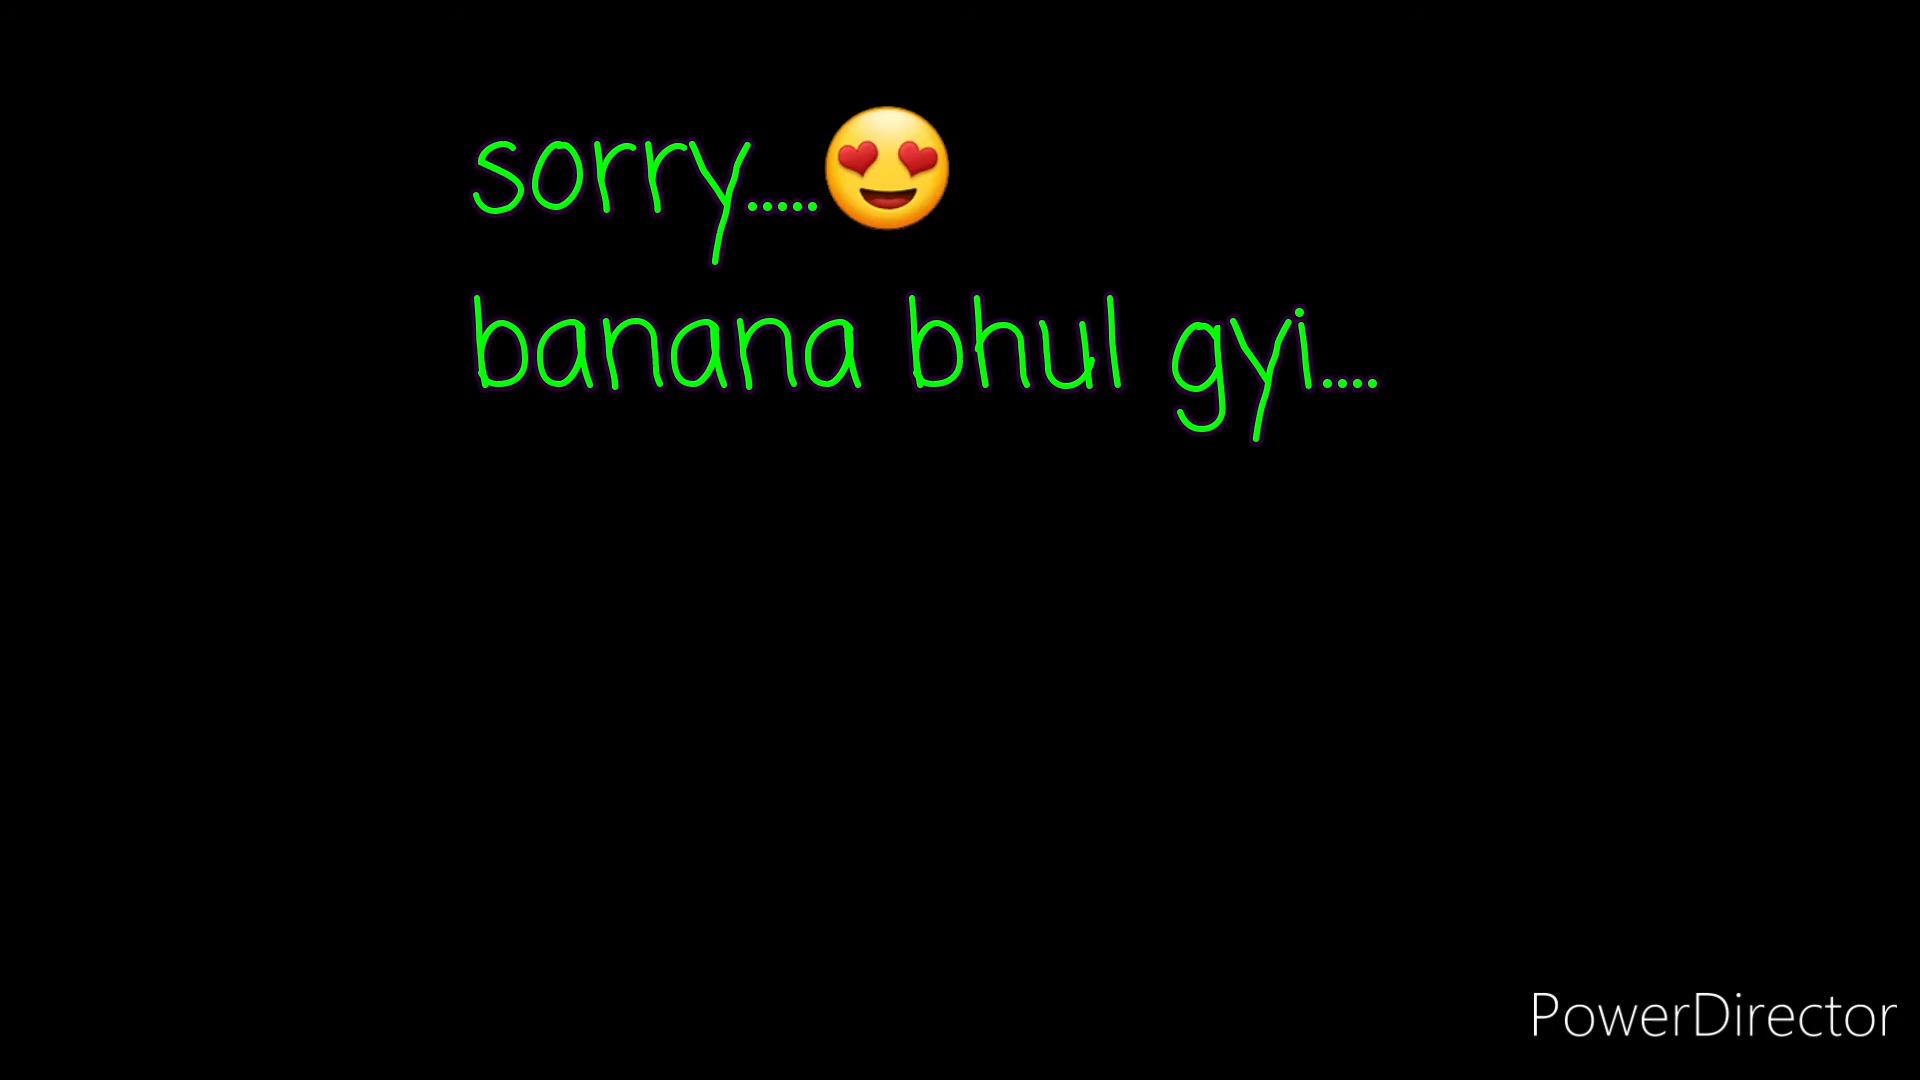 sorry.....😍
banana bhul gyi....
PowerDirector